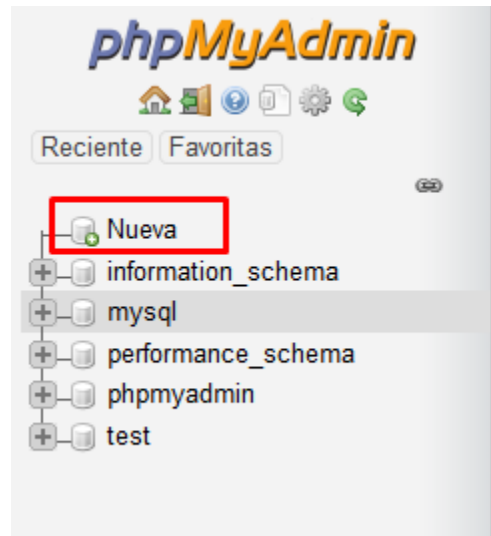 phpMyAdmin
Reciente Favoritas
Nueva
information_schema
mysql
performance_schema
phpmyadmin
test